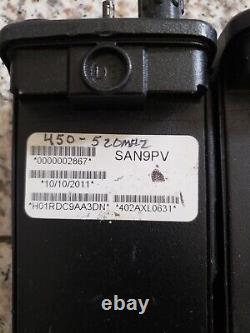 450-520mHz
*0000002867*
SAN9PV
*10/10/2011*
*H01RDC9AA3DN*
*402AXL0631*